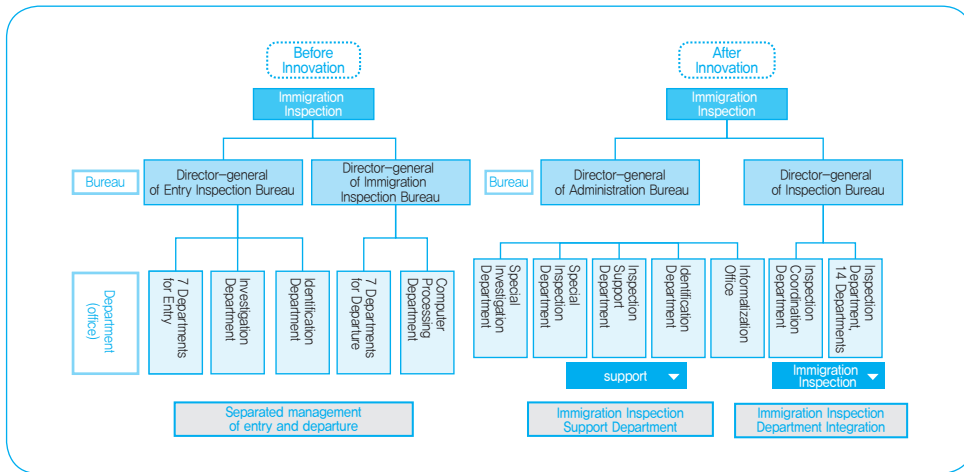 Before
Innovation
Immigration
Inspection
Bureau
Director-general
of Entry Inspection Bureau
Director-general
of Immigration
Inspection Bureau
Department
(office)
7 Departments
for Entry
Investigation
Department
Identification
Department
7 Departments
for Departure
Computer
Processing
Department
Separated management
of entry and departure
After
Innovation
Immigration
Inspection
Bureau
Director-general
of Administration Bureau
Director-general
of Inspection Bureau
Special
Investigation
Department
Special
Inspection
Department
Inspection
Support
Department
Identification
Department
Informalization
Office
Inspection
Coordination
Department
Inspection
Department,
14 Departments
support
Immigration
Inspection
Immigration Inspection
Support Department
Immigration Inspection
Department Integration